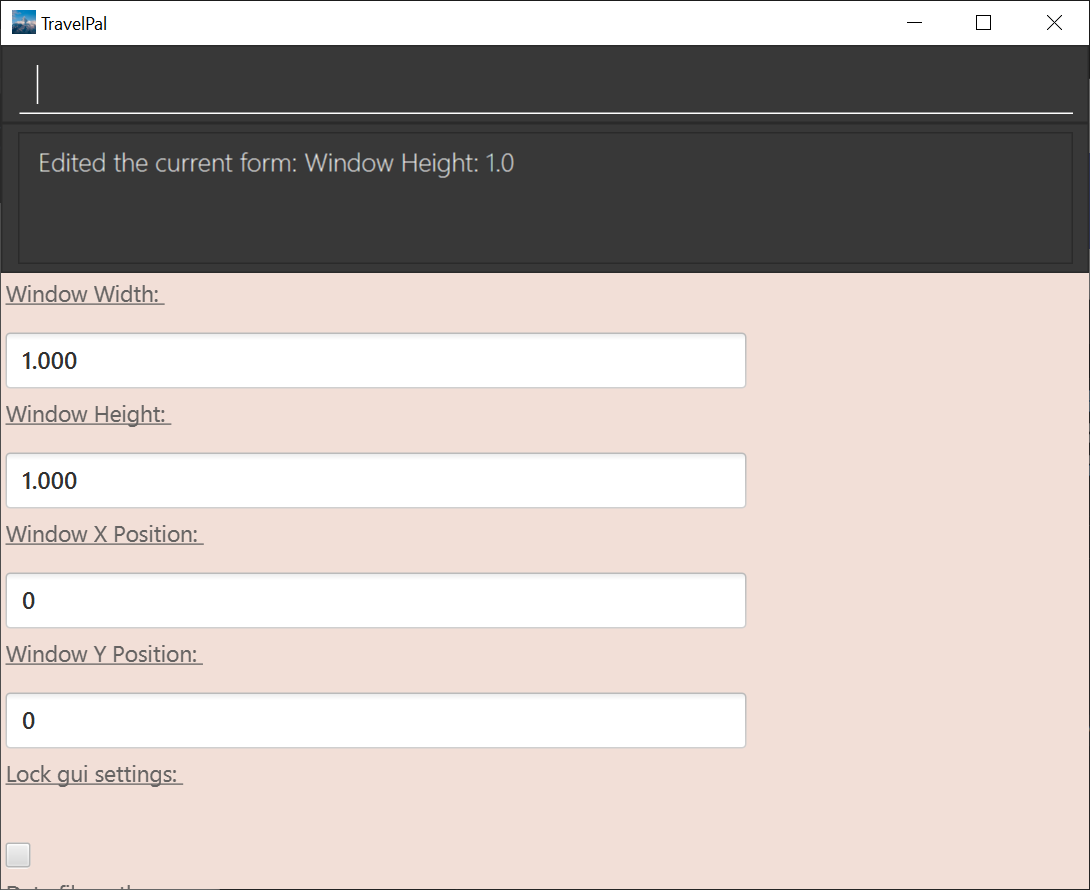 TravelPal
Edited the current form: Window Height: 1.0
Window Width:
1.000
Window Height:
1.000
Window X Position:
0
Window Y Position:
0
Lock gui settings: